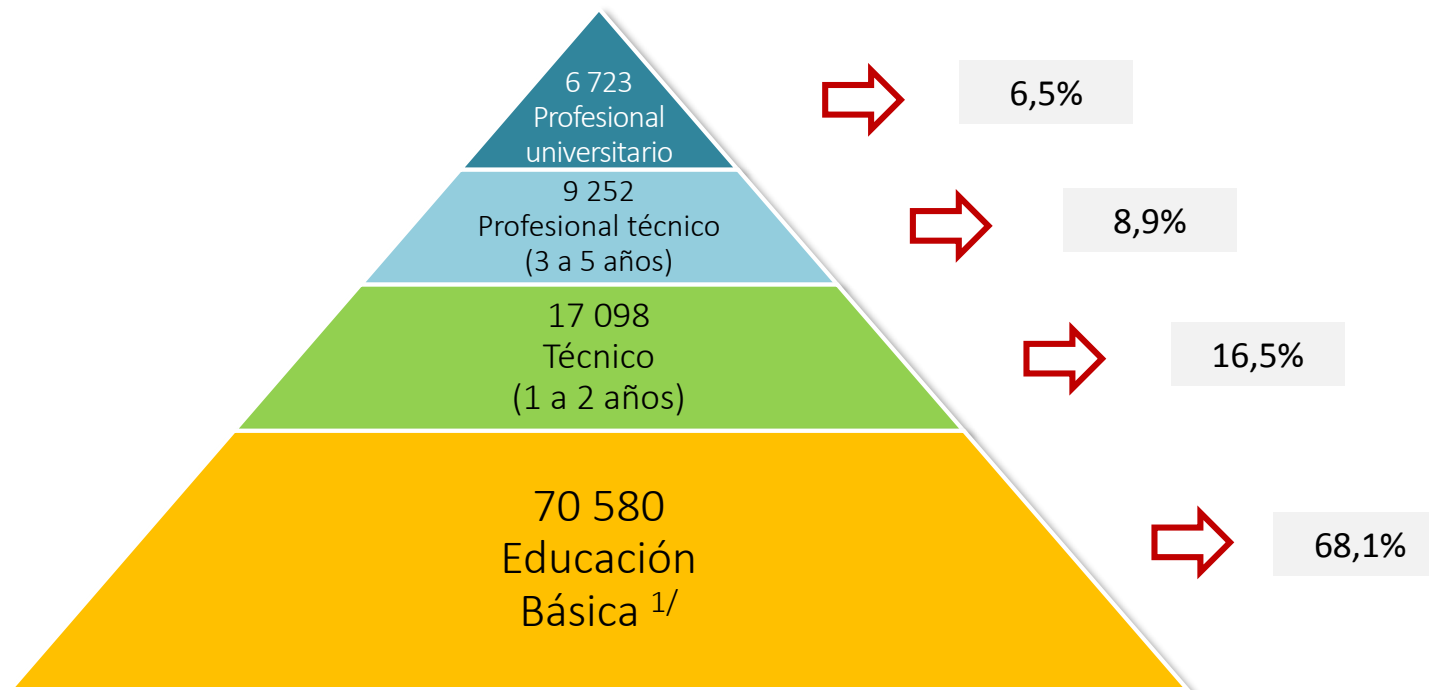 6 723
Profesional
universitario
6,5%
9 252
Profesional técnico
(3 a 5 años)
8,9%
17 098
Técnico
(1 a 2 años)
16,5%
70 580
Educación
Básica 1/
68,1%